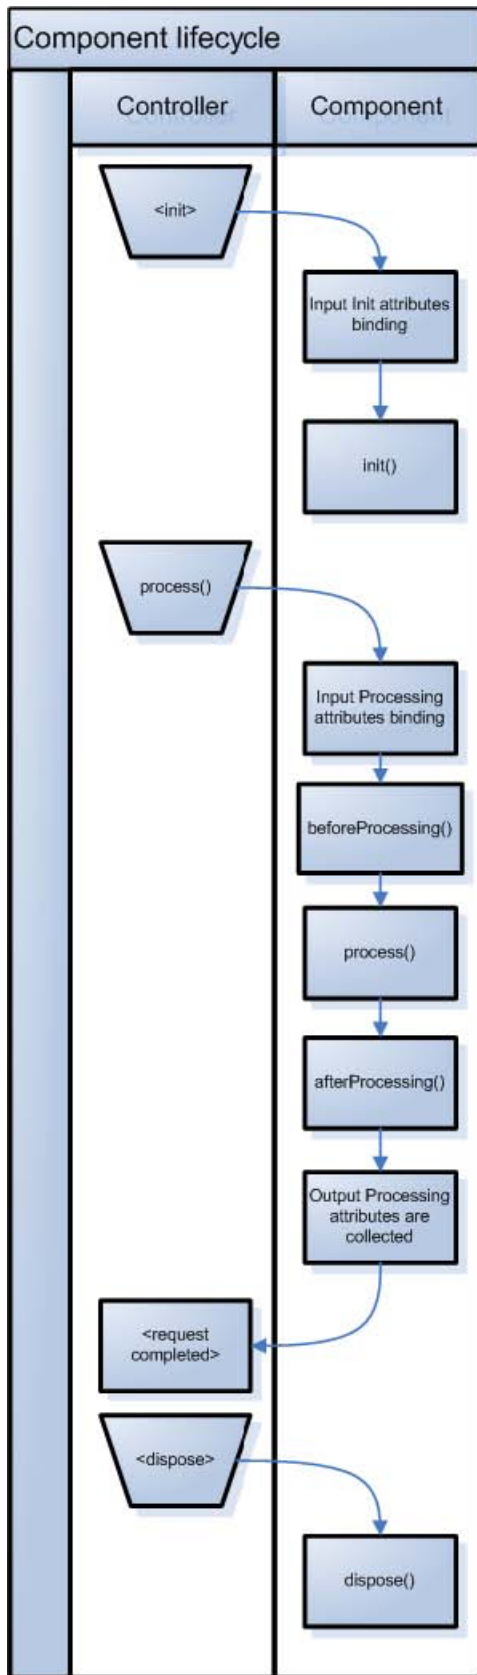 Component lifecycle
Controller
Component
<init>
Input Init attributes
binding
init()
process()
Input Processing
attributes binding
beforeProcessing()
process()
afterProcessing()
Output Processing
attributes are
collected
<request
completed>
<dispose>
dispose()